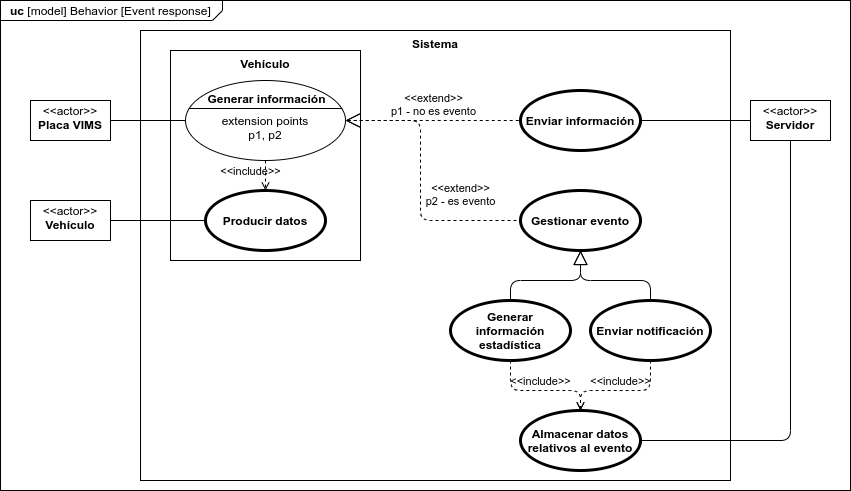 uc [model] Behavior [Event response]
Sistema
Vehículo
<<actor>>
Placa VIMS
Generar información
extension points
p1, p2
<<extend>>
p1 - no es evento
Enviar información
<<actor>>
Servidor
<<include>>
<<actor>>
Vehículo
Producir datos
<<extend>>
p2 - es evento
Gestionar evento
Generar
información
estadística
Enviar notificación
<<include>>
<<include>>
Almacenar datos
relativos al evento